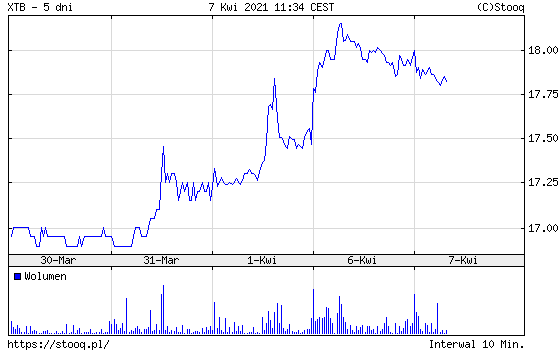 XTB - 5 dni 7 Kwi 2021 11:34 CEST (C)Stooq
18.00
17.75
17.50
17.25
17.00
30-Mar 31-Mar 1-Kwi 6-Kwi 7-Kwi
Wolumen
https://stooq.pl/ Interwal 10 Min.